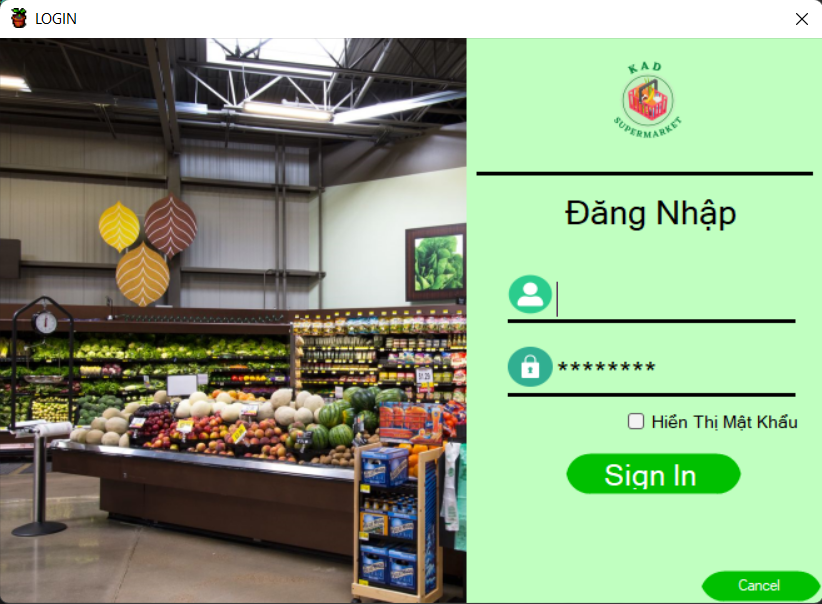 LOGIN
KAD
SUPERMARKET
Đăng Nhập
********
Hiển Thị Mật Khẩu
Sign In
Cancel